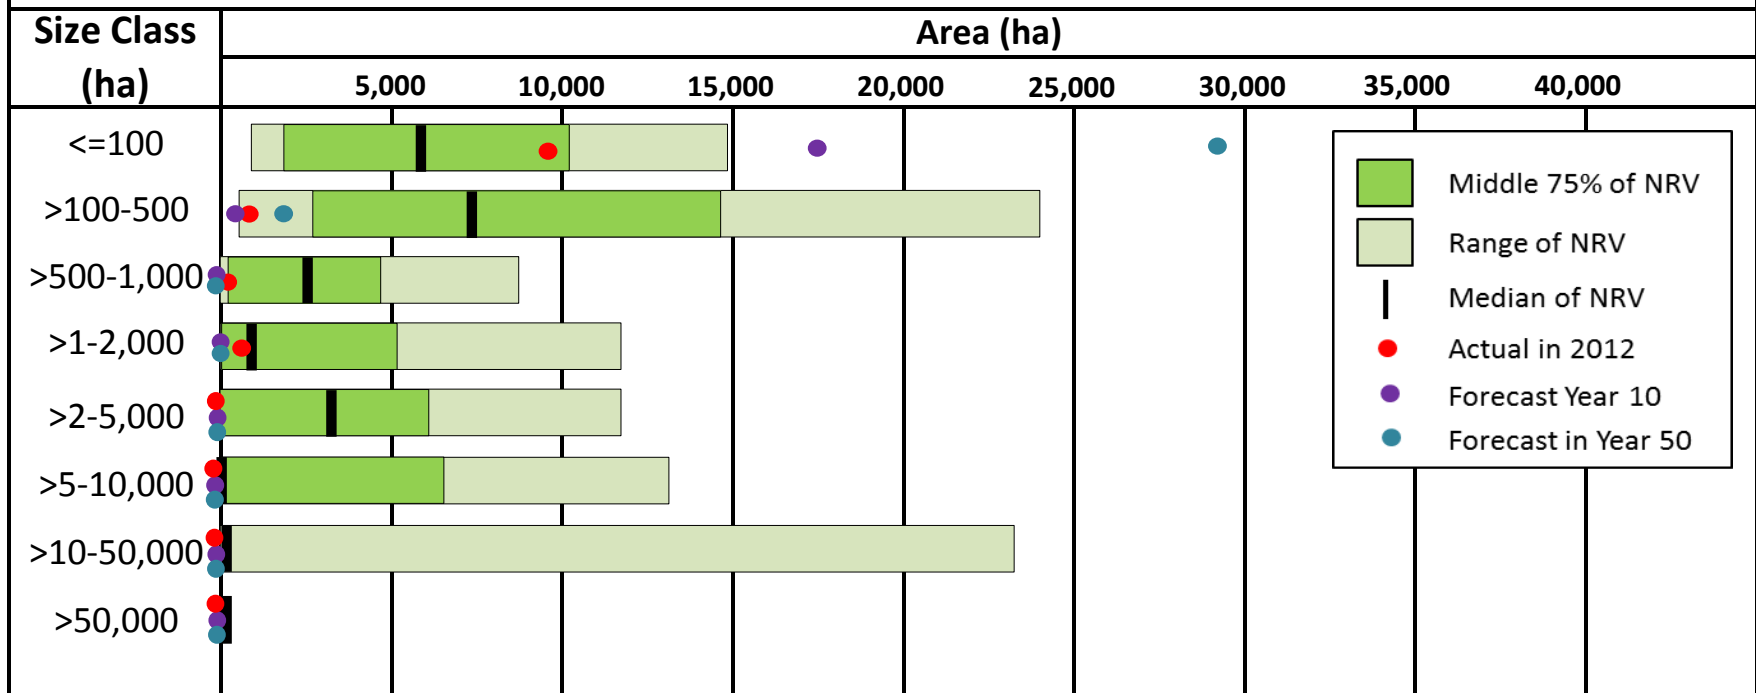 Size Class
(ha)
Area (ha)
5,000 10,000 15,000 20,000 25,000 30,000 35,000 40,000
<=100
>100-500
>500-1,000
>1-2,000
>2-5,000
>5-10,000
>10-50,000
>50,000
Middle 75% of NRV
Range of NRV
Median of NRV
Actual in 2012
Forecast Year 10
Forecast in Year 50